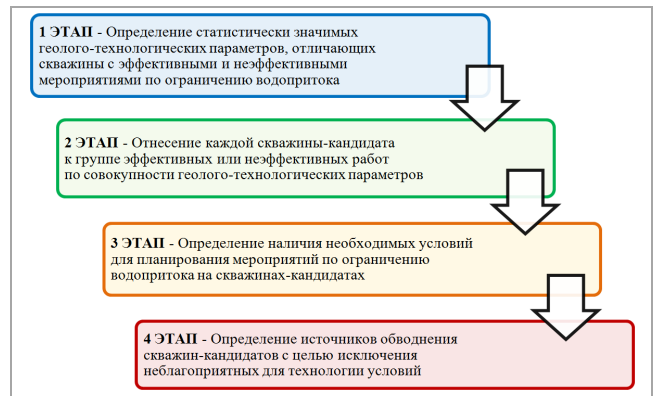 1 ЭТАП - Определение статистически значимых
геолого-технологических параметров, отличающих
скважины с эффективными и неэффективными
мероприятиями по ограничению водопритока
2 ЭТАП - Отнесение каждой скважины-кандидата
к группе эффективных или неэффективных работ
по совокупности геолого-технологических параметров
3 ЭТАП - Определение наличия необходимых условий
для планирования мероприятий по ограничению
водопритока на скважинах-кандидатах
4 ЭТАП - Определение источников обводнения
скважин-кандидатов с целью исключения
неблагоприятных для технологии условий